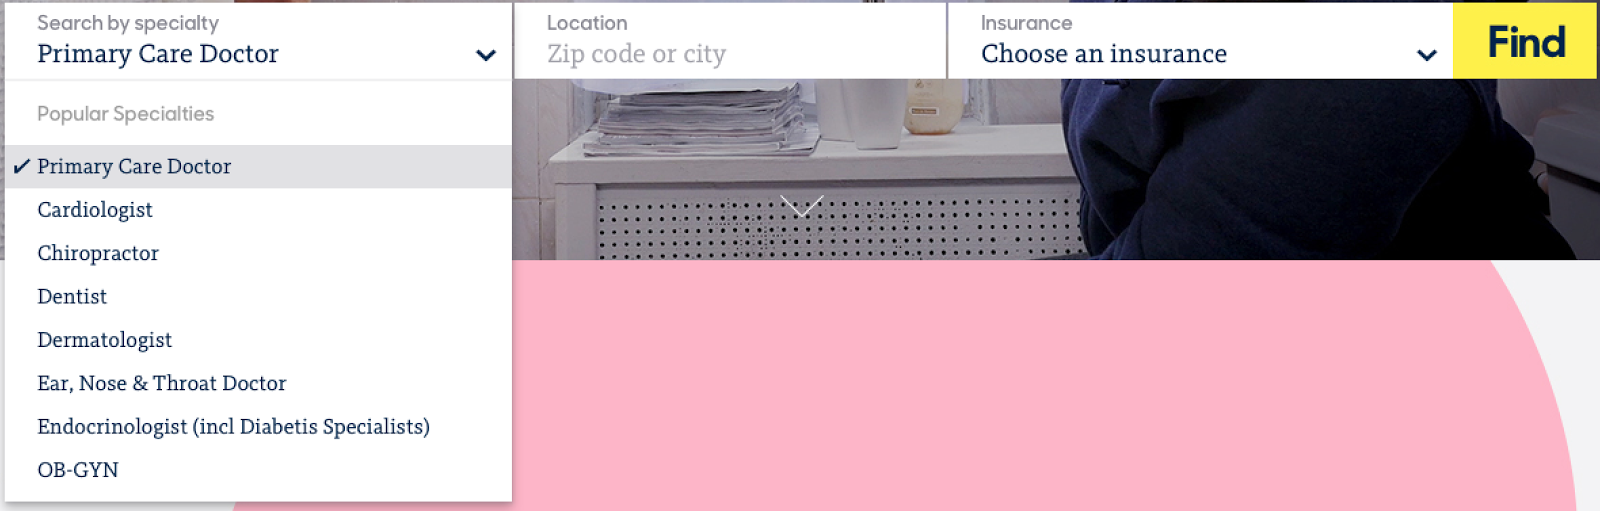 Search by specialty
Primary Care Doctor
Location
Zip code or city
Insurance
Choose an insurance
Find
Popular Specialties
✓ Primary Care Doctor
Cardiologist
Chiropractor
Dentist
Dermatologist
Ear, Nose & Throat Doctor
Endocrinologist (incl Diabetis Specialists)
OB-GYN